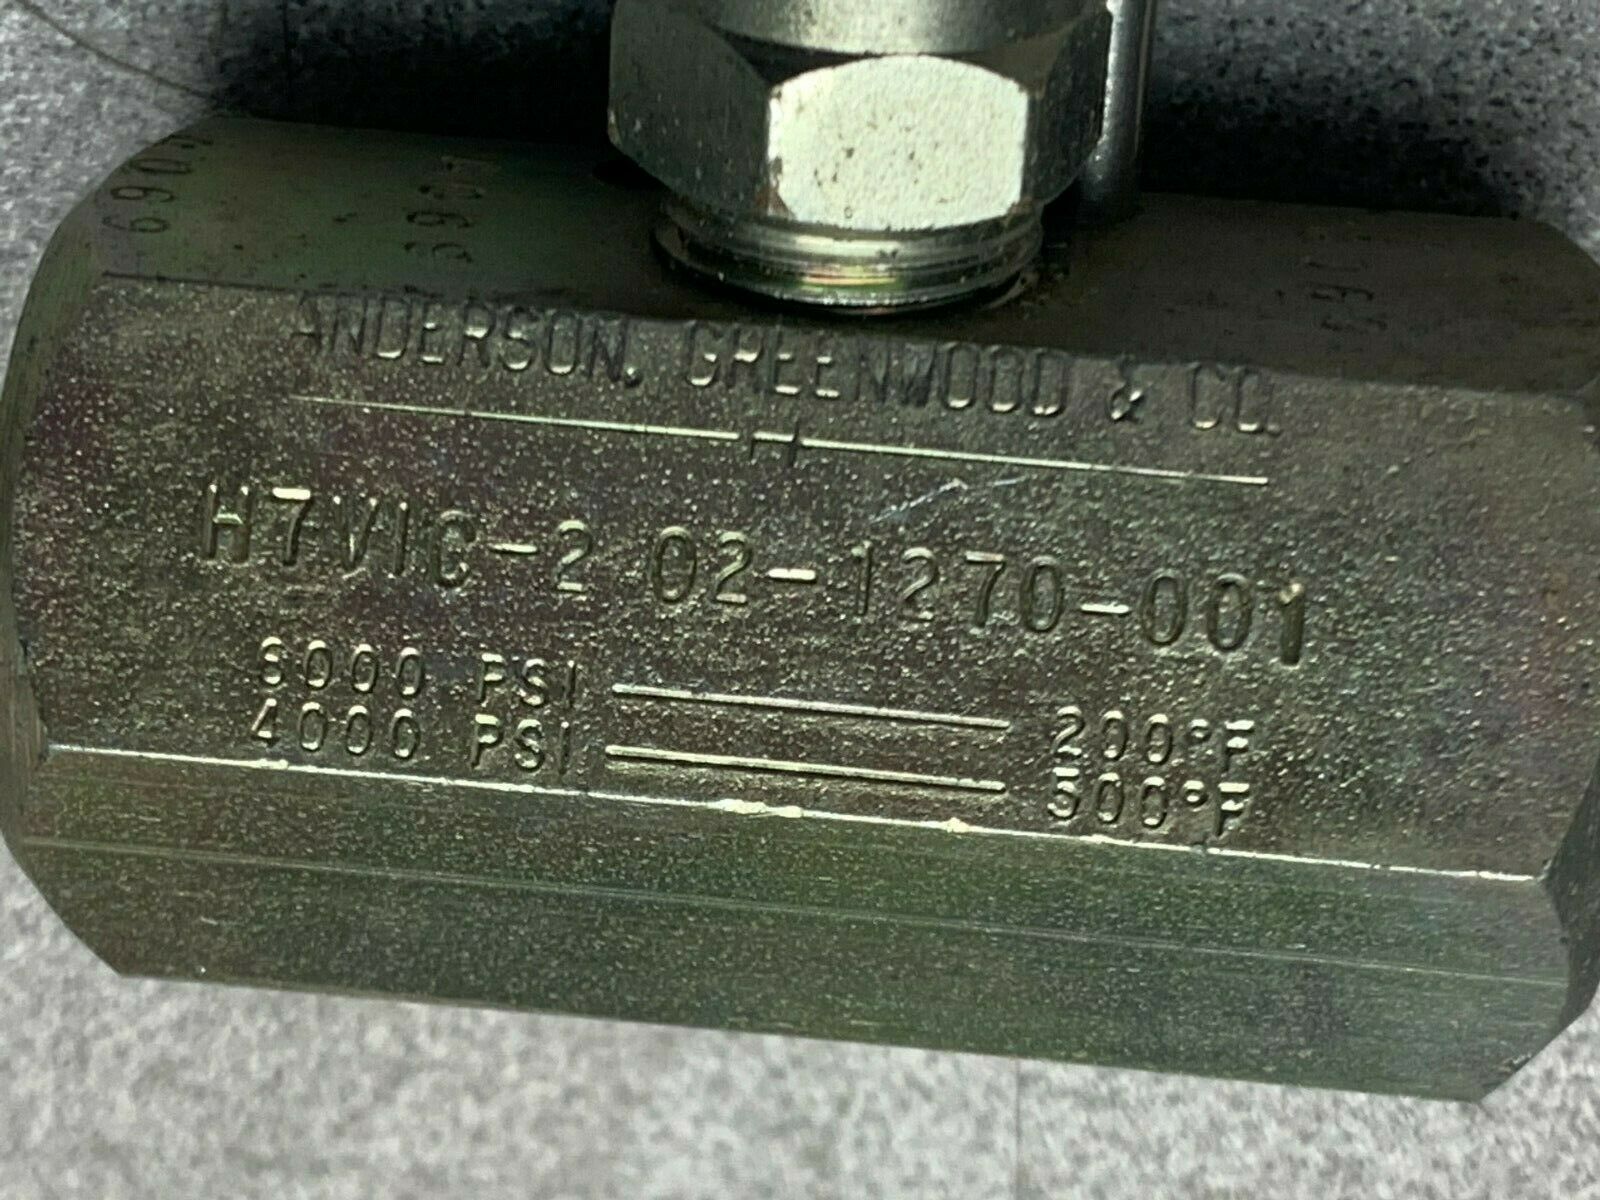 ANDERSON, GREENWOOD & CO.
H7VIC-2 02-1270-001
6000 PSI 200°F
4000 PSI 500°F